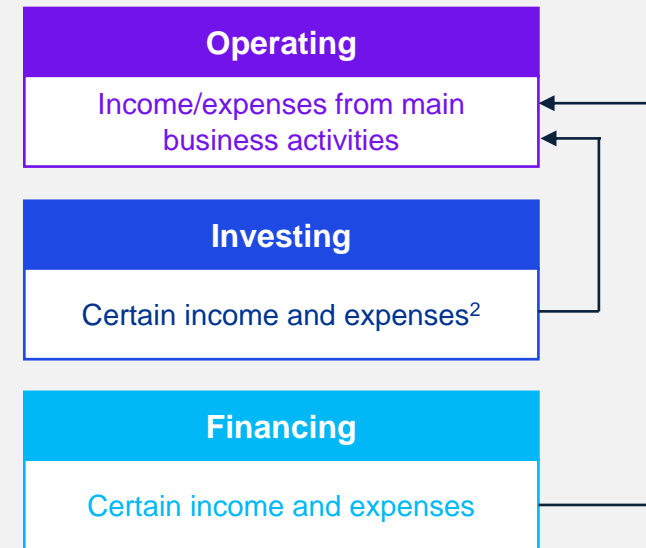 Operating
Income/expenses from main
business activities
Investing
Certain income and expenses²
Financing
Certain income and expenses